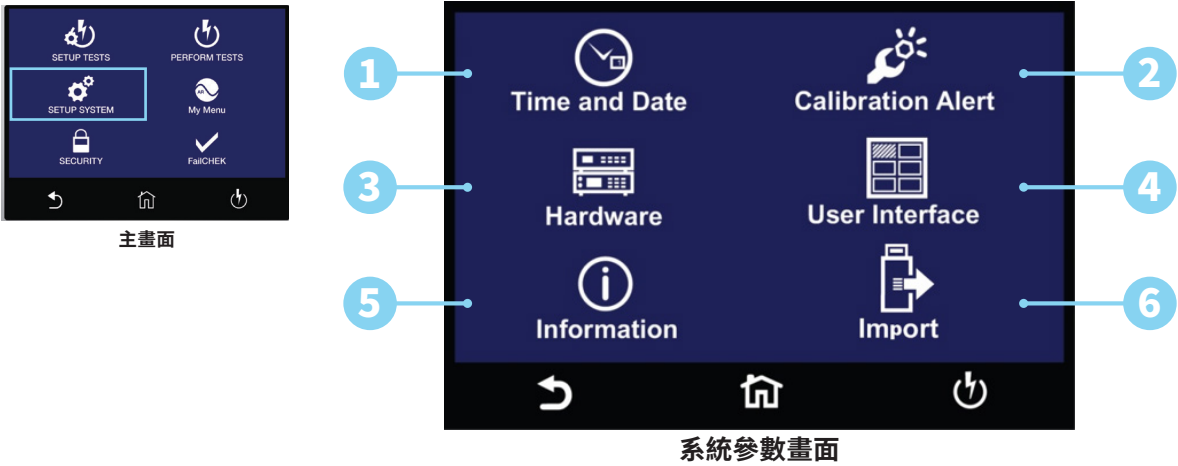 SETUP TESTS
PERFORM TESTS
SETUP SYSTEM
AR
My Menu
SECURITY
FailCHEK
主畫面
1
Time and Date
2
Calibration Alert
3
Hardware
4
User Interface
5
Information
6
Import
系統參數畫面